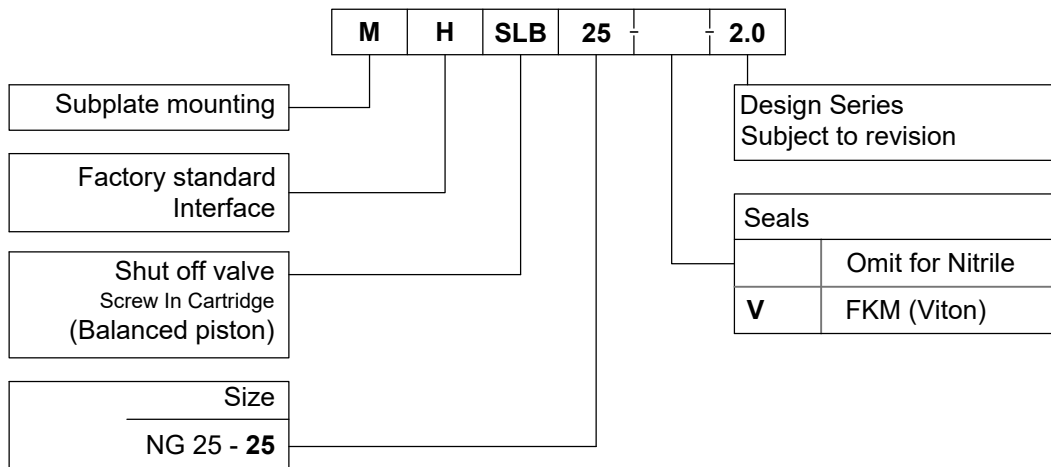 M H SLB 25 - - 2.0
Subplate mounting
Factory standard
Interface
Shut off valve
Screw In Cartridge
(Balanced piston)
Size
NG 25 - 25
Design Series
Subject to revision
Seals
Omit for Nitrile
V FKM (Viton)